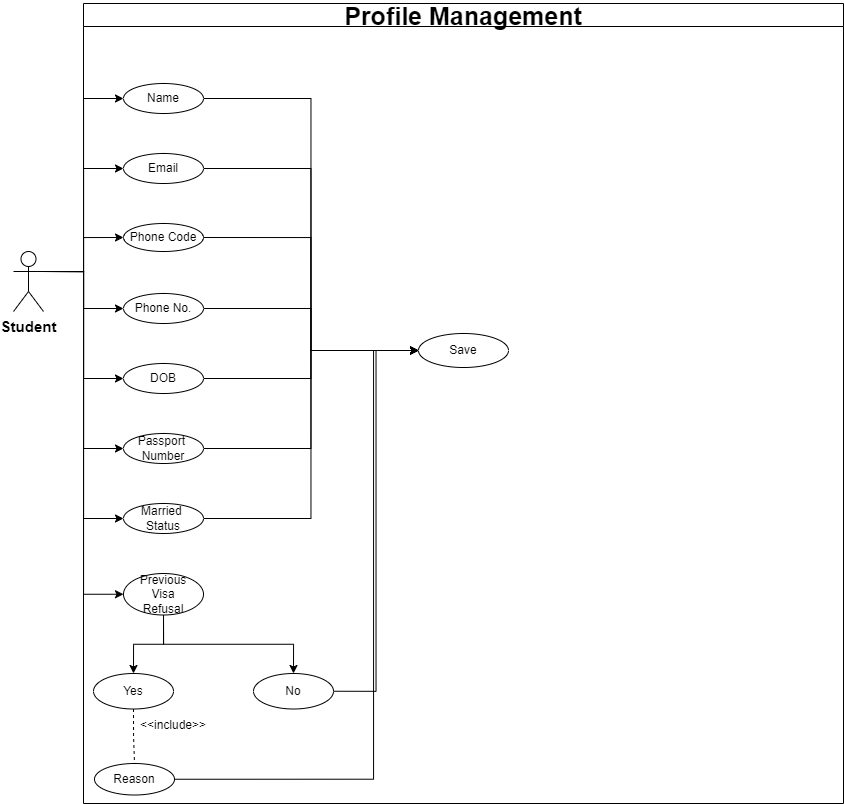 Profile Management
Name
Email
Phone Code
Phone No.
Student
Save
DOB
Passport
Number
Married
Status
Previous
Visa
Refusal
Yes
No
<<include>>
Reason